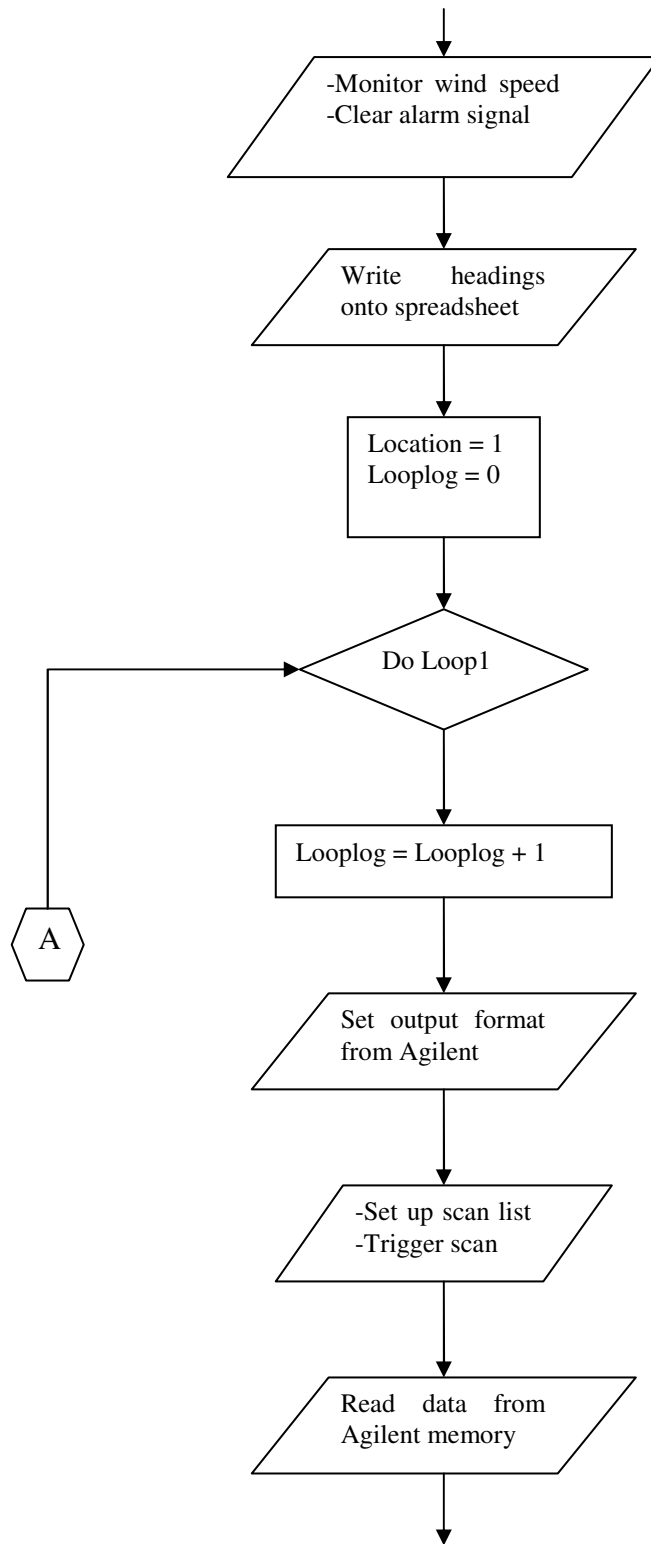 -Monitor wind speed
-Clear alarm signal
Write headings
onto spreadsheet
Location = 1
Looplog = 0
Do Loop1
Looplog = Looplog + 1
A
Set output format
from Agilent
-Set up scan list
-Trigger scan
Read data from
Agilent memory